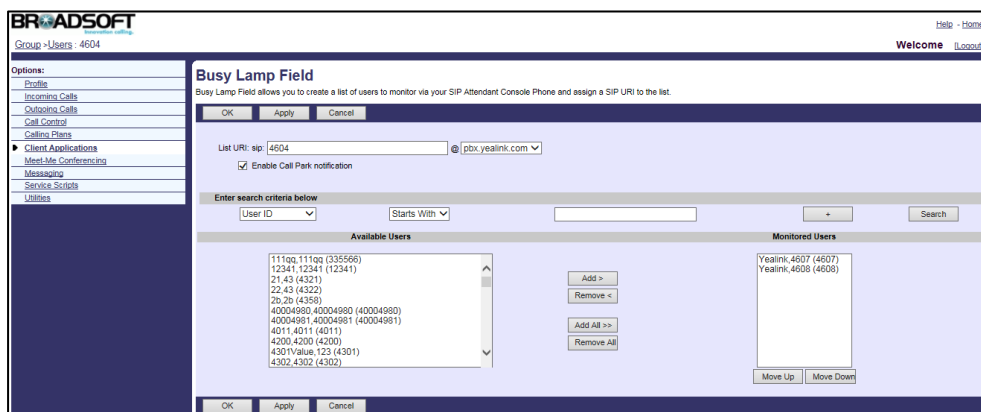 BROADSOFT
innovation calling.
Help - Home
Group >Users : 4604
Welcome [Logout
Options:
Profile
Incoming Calls
Outgoing Calls
Call Control
Calling Plans
Client Applications
Meet-Me Conferencing
Messaging
Service Scripts
Utilities
Busy Lamp Field
Busy Lamp Field allows you to create a list of users to monitor via your SIP Attendant Console Phone and assign a SIP URI to the list.
OK Apply Cancel
List URI: sip: 4604 @ pbx.yealink.com
Enable Call Park notification
Enter search criteria below
User ID Starts With + Search
Available Users Monitored Users
111qq,111qq (335566)
12341,12341 (12341)
21,43 (4321)
22,43 (4322)
2b,2b (4358)
40004980,40004980 (40004980)
40004981,40004981 (40004981)
4011,4011 (4011)
4200,4200 (4200)
4301Value,123 (4301)
4302,4302 (4302)
Add >
Remove <
Add All >>
Remove All
Yealink,4607 (4607)
Yealink,4608 (4608)
Move Up Move Down
OK Apply Cancel